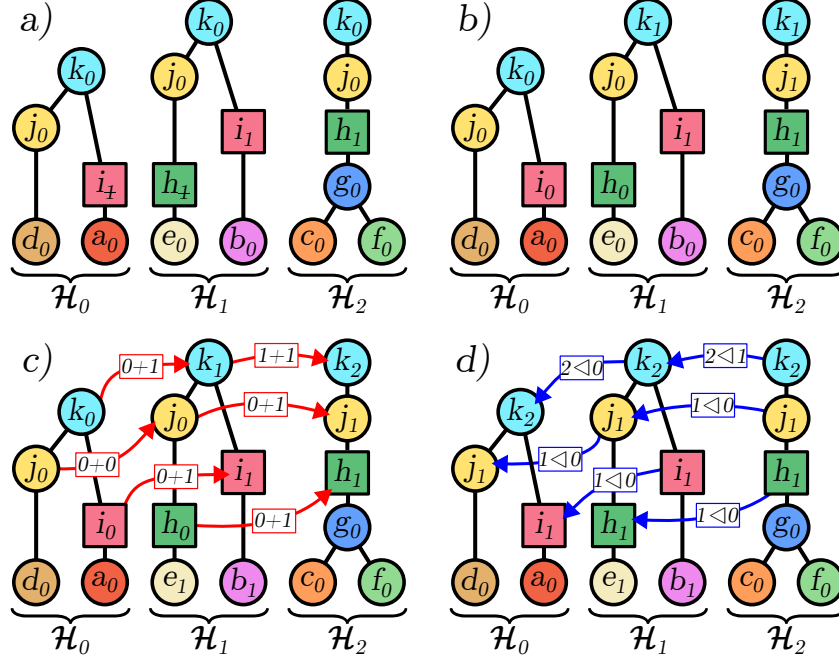 a)
k₀
k₀
k₀
j₀
j₀
j₀
i₁
h₁
i₁
h₁
g₀
d₀ a₀ e₀ b₀ c₀ f₀
ℋ₀ ℋ₁ ℋ₂
b)
k₀
k₁
k₁
j₀
j₀
j₁
i₀
h₀
i₁
h₁
g₀
d₀ a₀ e₀ b₀ c₀ f₀
ℋ₀ ℋ₁ ℋ₂
c)
0+1
k₁
1+1
k₂
k₀
j₀
0+1
j₁
j₀
0+0
0+1
i₁
h₁
i₀
h₀
0+1
g₀
d₀ a₀ e₁ b₁ c₀ f₀
ℋ₀ ℋ₁ ℋ₂
d)
2◁0
k₂
2◁1
k₂
k₂
j₁
1◁0
j₁
j₁
1◁0
1◁0
i₁
h₁
i₁
h₁
1◁0
g₀
d₀ a₀ e₁ b₁ c₀ f₀
ℋ₀ ℋ₁ ℋ₂